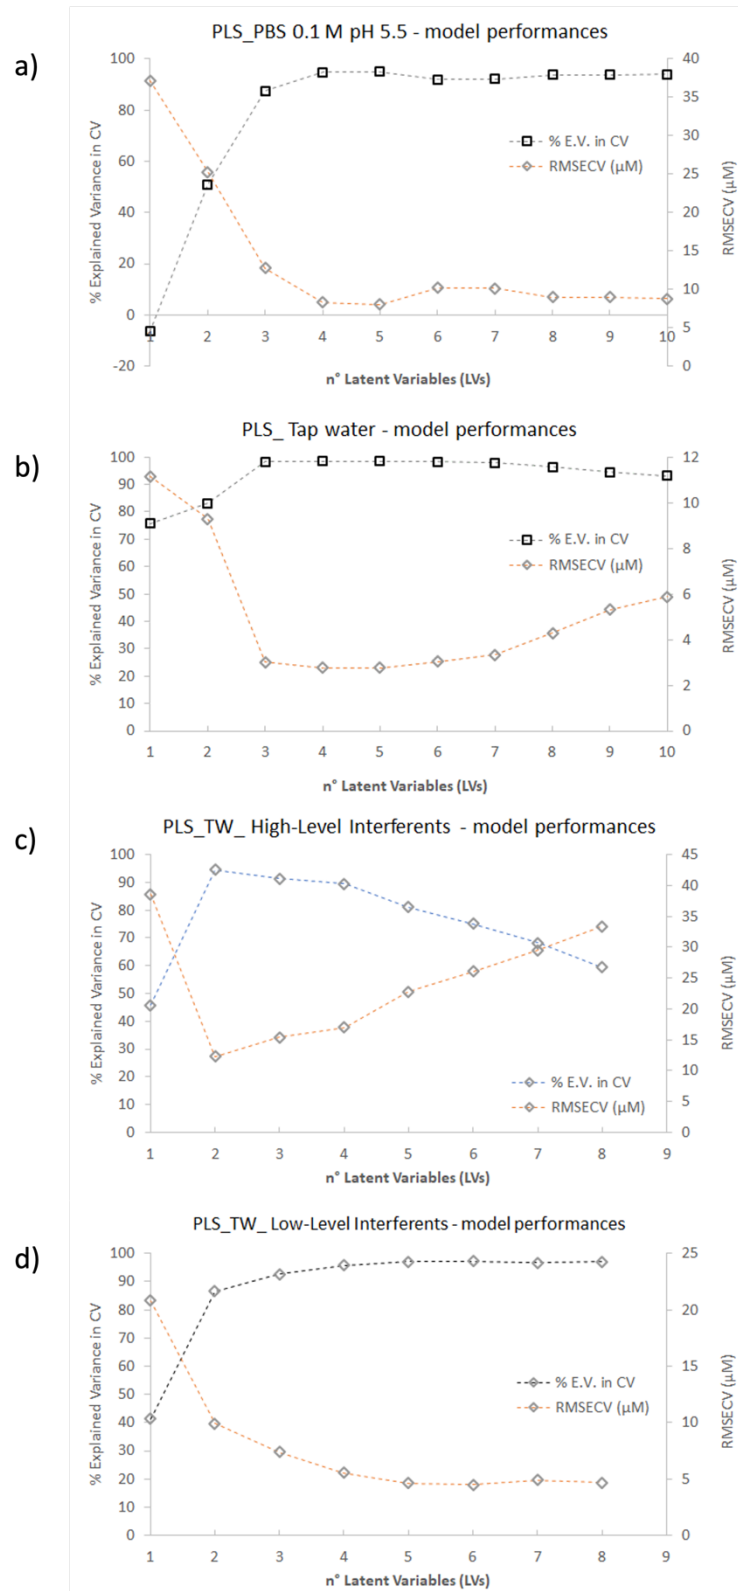 a)
PLS_PBS 0.1 M pH 5.5 - model performances
100
80
60
40
20
0
-20
% Explained Variance in CV
40
35
30
25
20
15
10
5
0
RMSECV (µM)
% E.V. in CV
RMSECV (µM)
1 2 3 4 5 6 7 8 9 10
n° Latent Variables (LVs)
b)
PLS_ Tap water - model performances
100
90
80
70
60
50
40
30
20
10
0
% Explained Variance in CV
12
10
8
6
4
2
0
RMSECV (µM)
% E.V. in CV
RMSECV (µM)
1 2 3 4 5 6 7 8 9 10
n° Latent Variables (LVs)
c)
PLS_TW_ High-Level Interferents - model performances
100
90
80
70
60
50
40
30
20
10
0
% Explained Variance in CV
45
40
35
30
25
20
15
10
5
0
RMSECV (µM)
% E.V. in CV
RMSECV (µM)
1 2 3 4 5 6 7 8 9
n° Latent Variables (LVs)
d)
PLS_TW_ Low-Level Interferents - model performances
100
90
80
70
60
50
40
30
20
10
0
% Explained Variance in CV
25
20
15
10
5
0
RMSECV (µM)
% E.V. in CV
RMSECV (µM)
1 2 3 4 5 6 7 8 9
n° Latent Variables (LVs)